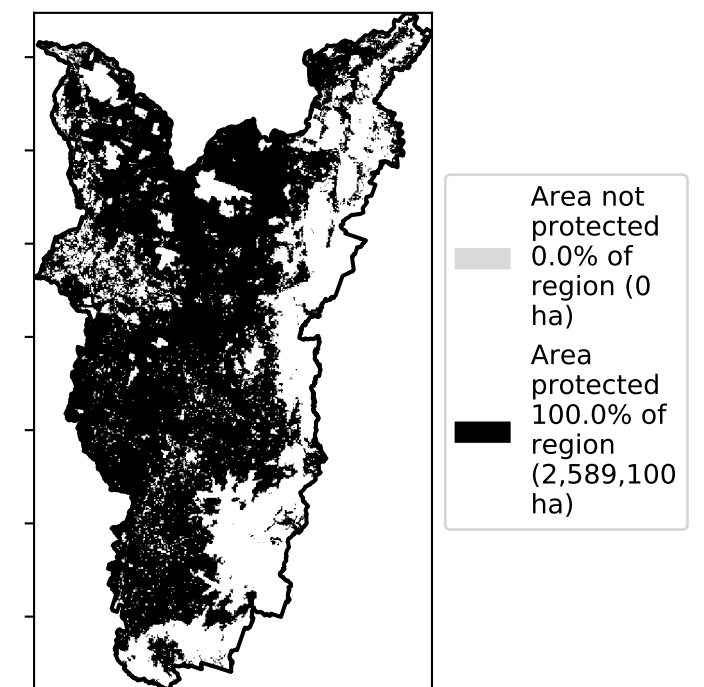 Area not
protected
0.0% of
region (0
ha)
Area
protected
100.0% of
region
(2,589,100
ha)